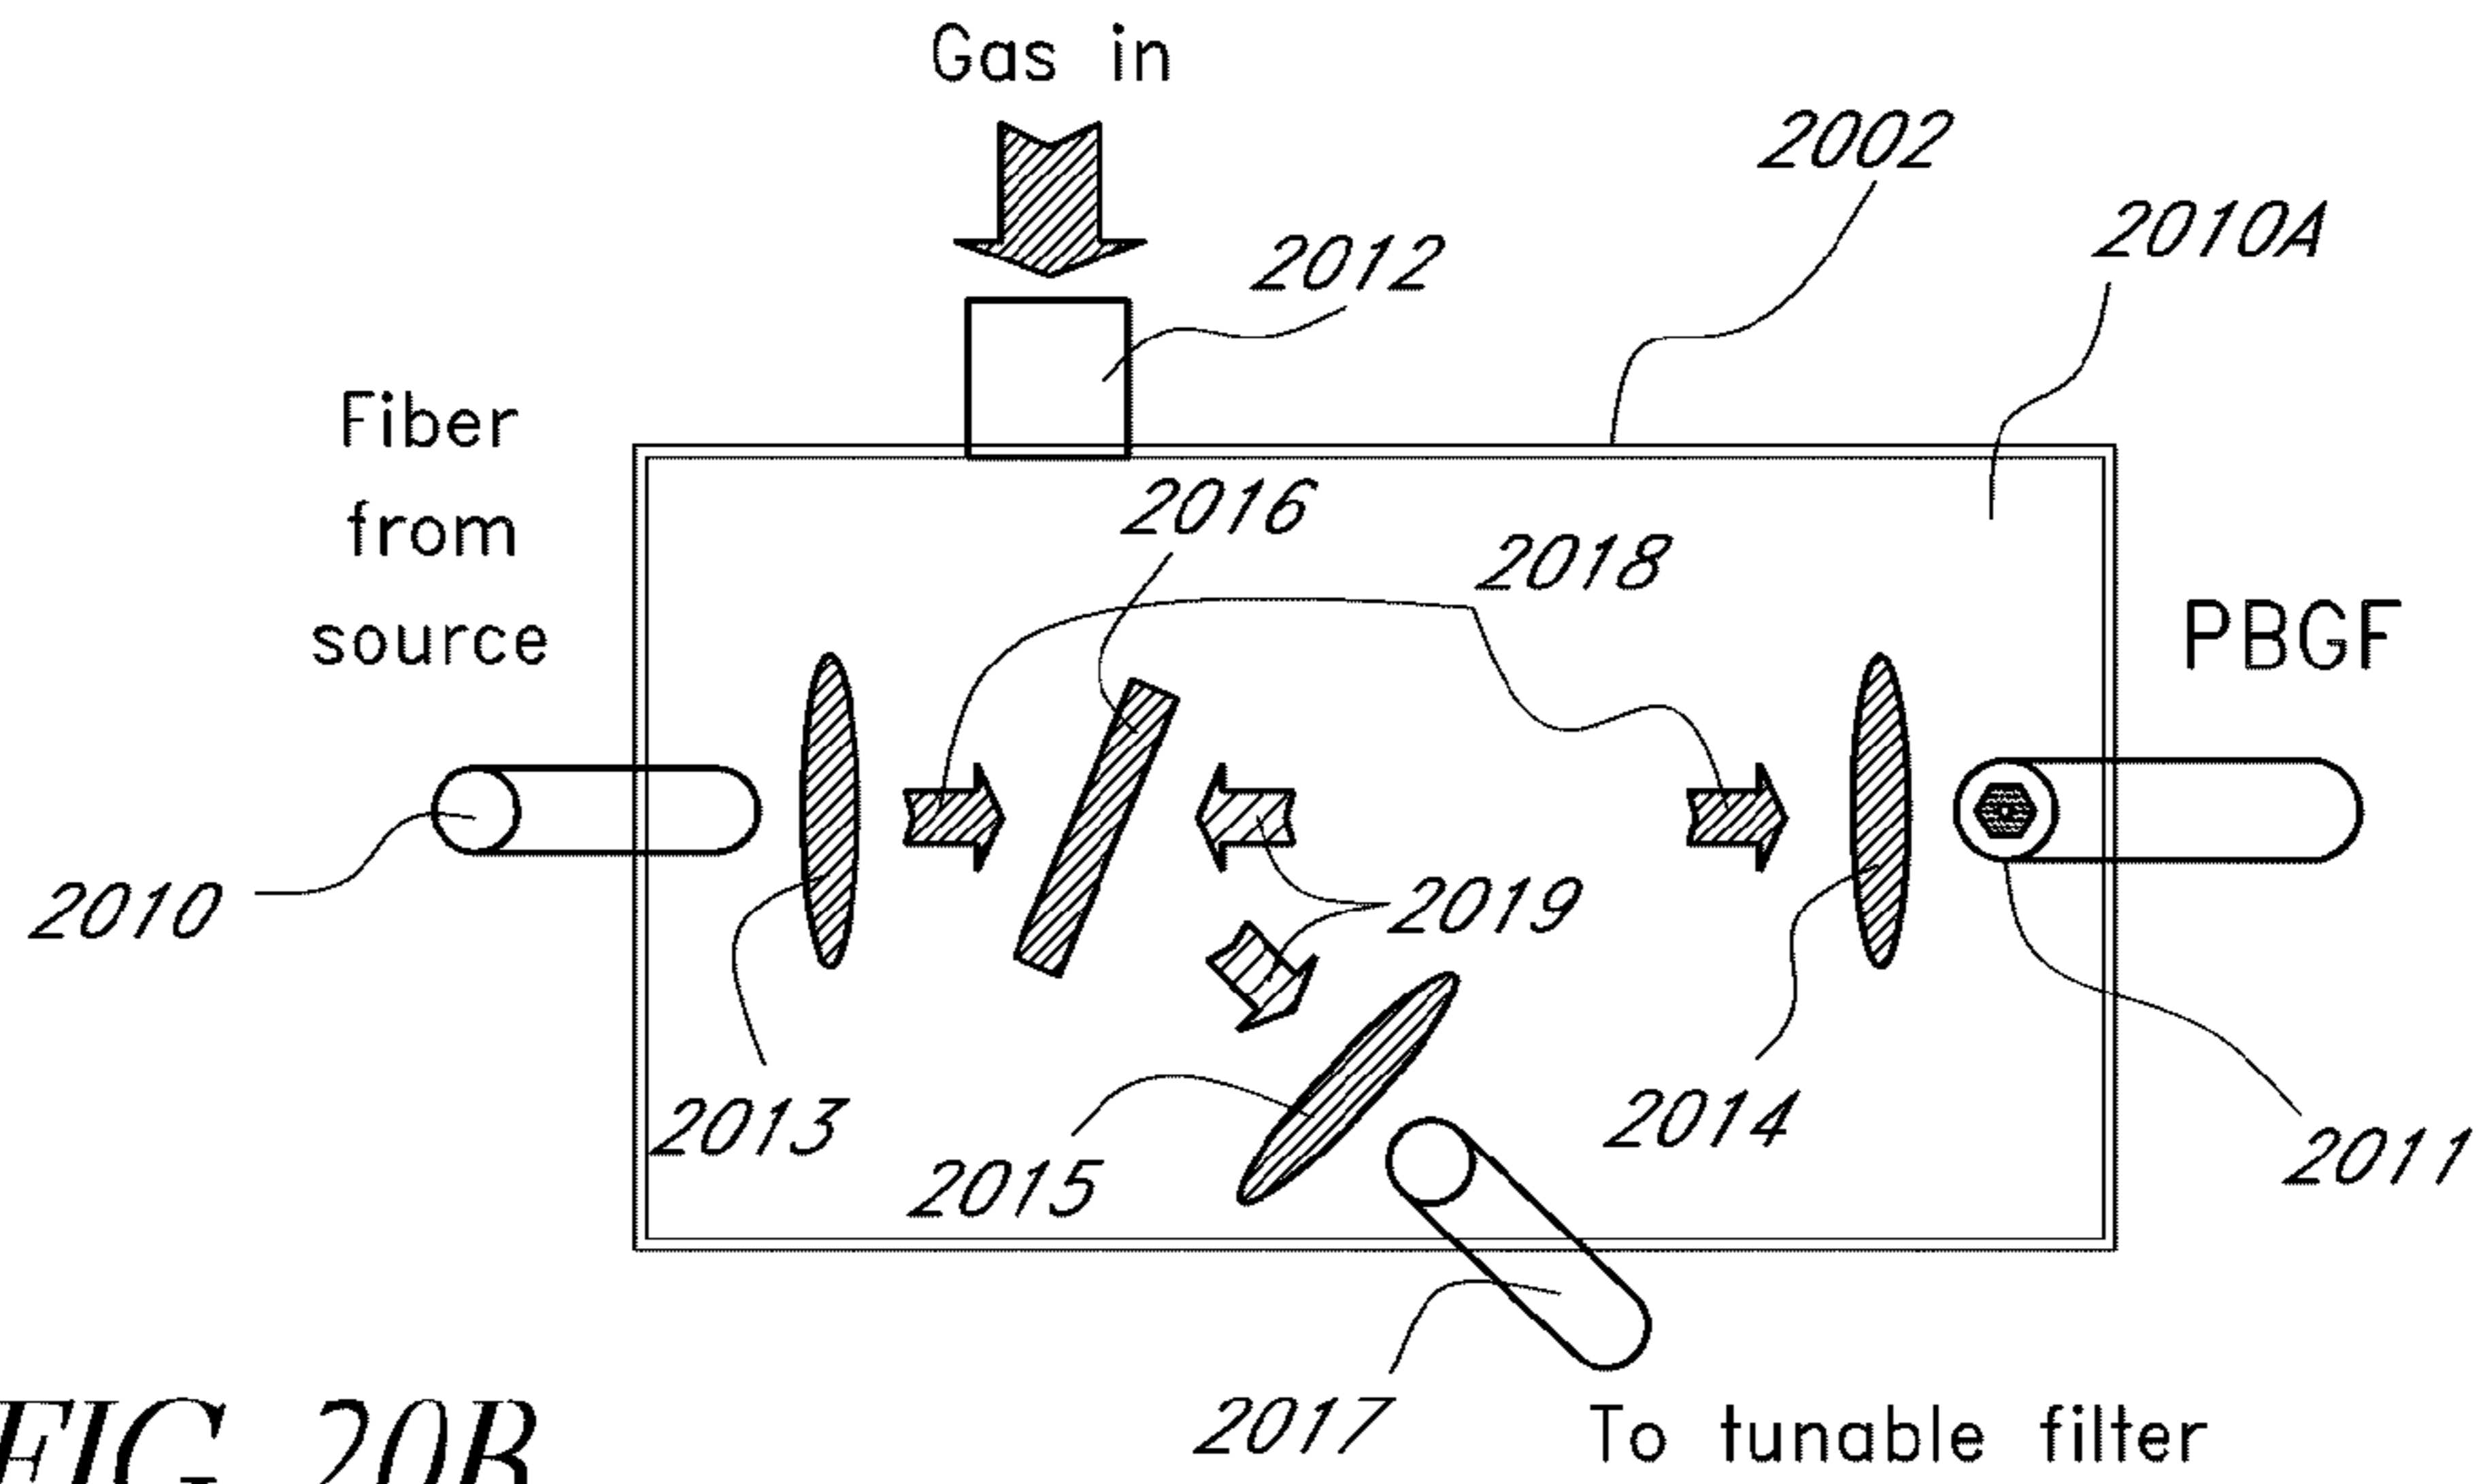 Gas in
2002
2010A
2012
Fiber
from
source
2016
2018
PBGF
2010
2019
2013
2015
2014
2011
2017
To tunable filter
FIG. 20B